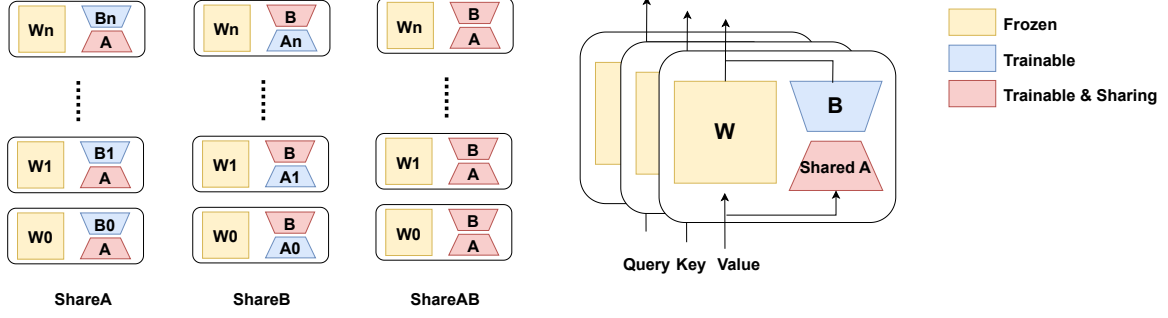 Wn
Bn
A
W1
B1
A
W0
B0
A
ShareA
Wn
B
An
W1
B
A1
W0
B
A0
ShareB
Wn
B
A
W1
B
A
W0
B
A
ShareAB
W
B
Shared A
Query Key Value
Frozen
Trainable
Trainable & Sharing